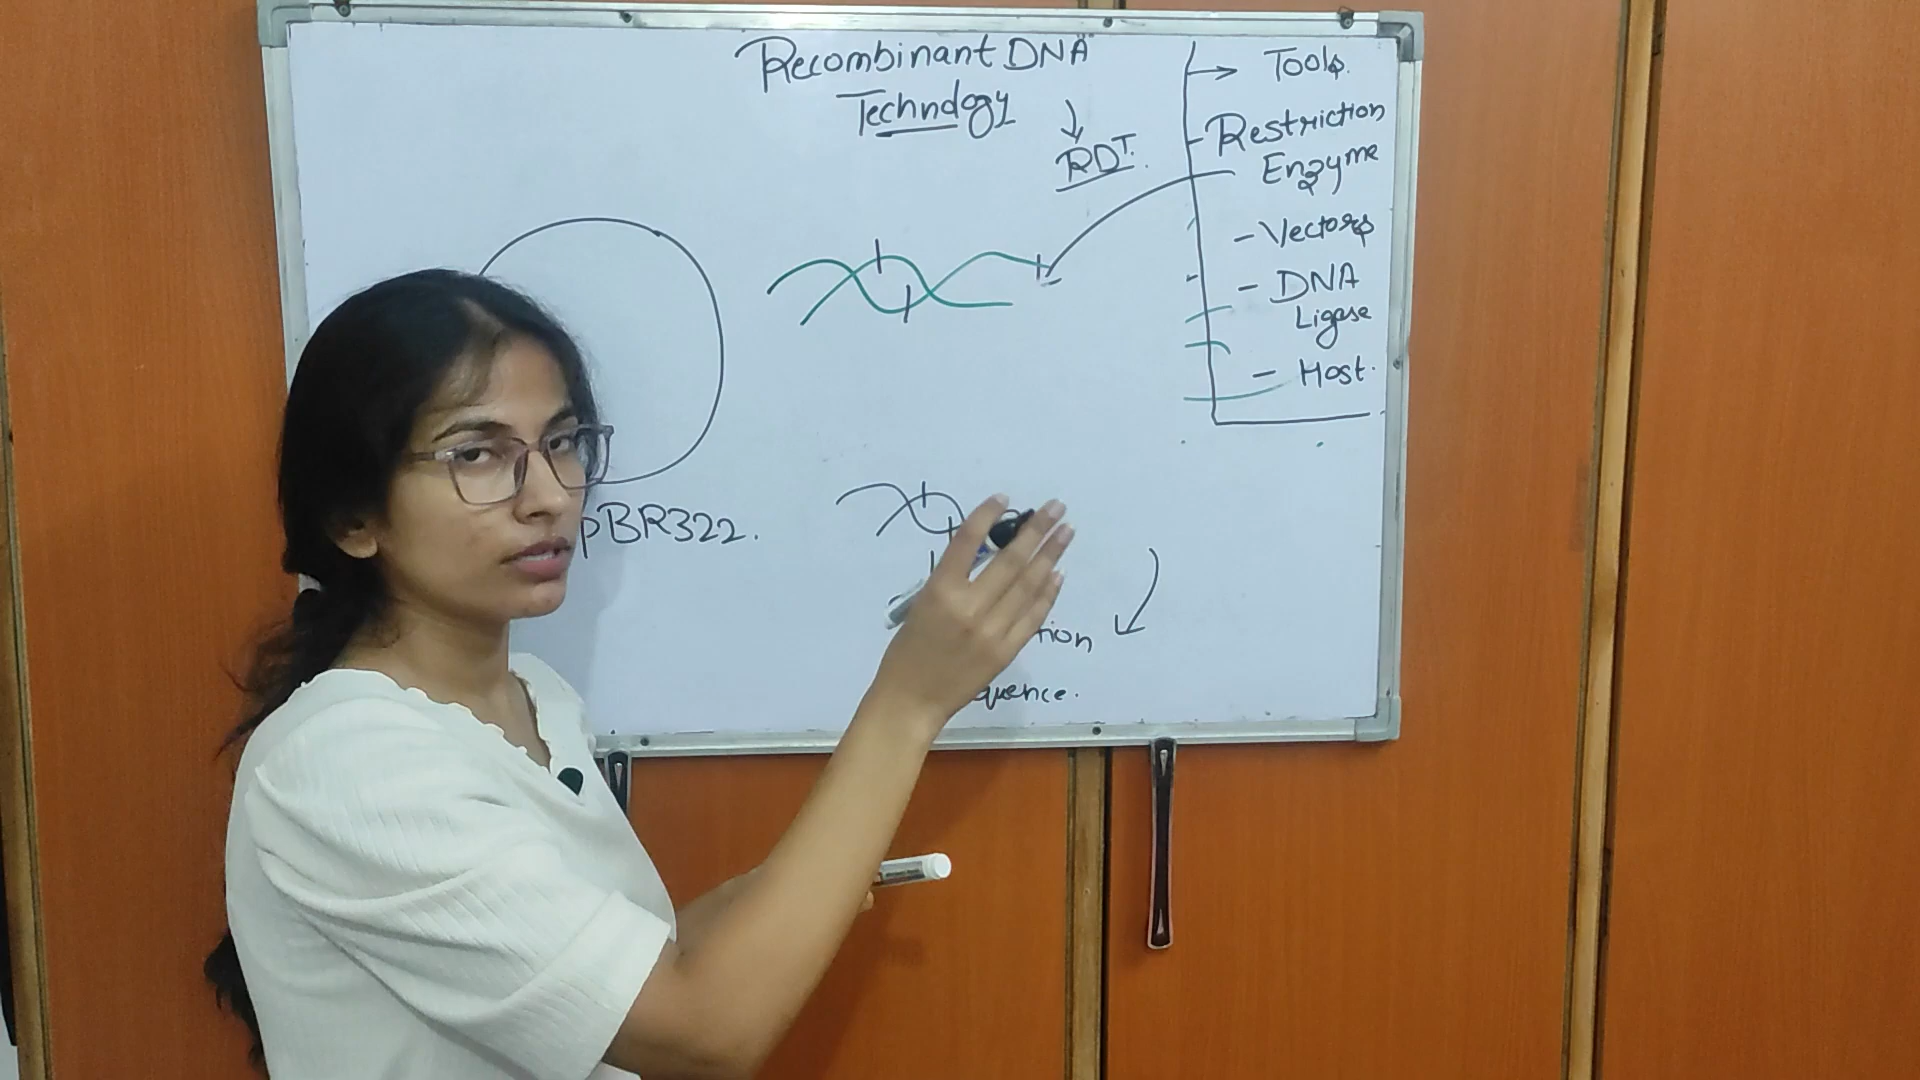 Recombinant DNA
Technology
RDT.
Tools.
Restriction
Enzyme
- Vectors
- DNA
Ligase
- Host.
pBR322.
tion
quence.